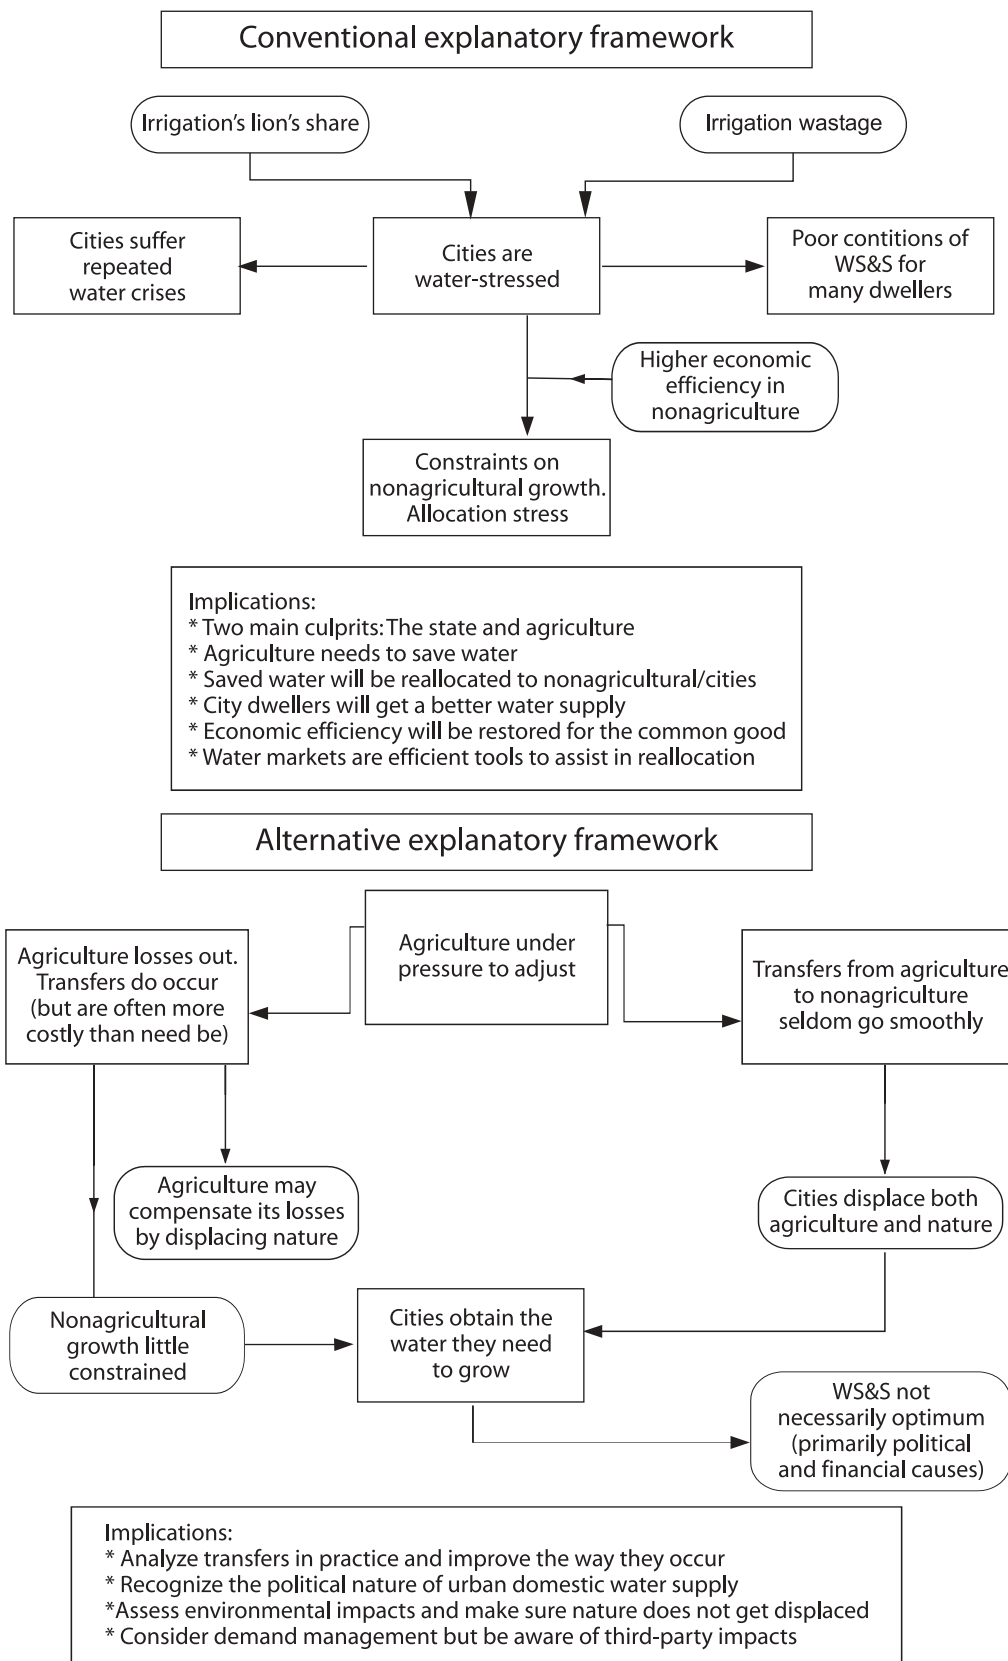 Conventional explanatory framework
Irrigation's lion's share
Irrigation wastage
Cities suffer
repeated
water crises
Cities are
water-stressed
Poor contitions of
WS&S for
many dwellers
Higher economic
efficiency in
nonagriculture
Constraints on
nonagricultural growth.
Allocation stress
Implications:
* Two main culprits: The state and agriculture
* Agriculture needs to save water
* Saved water will be reallocated to nonagricultural/cities
* City dwellers will get a better water supply
* Economic efficiency will be restored for the common good
* Water markets are efficient tools to assist in reallocation
Alternative explanatory framework
Agriculture losses out.
Transfers do occur
(but are often more
costly than need be)
Agriculture under
pressure to adjust
Transfers from agriculture
to nonagriculture
seldom go smoothly
Agriculture may
compensate its losses
by displacing nature
Cities displace both
agriculture and nature
Nonagricultural
growth little
constrained
Cities obtain the
water they need
to grow
WS&S not
necessarily optimum
(primarily political
and financial causes)
Implications:
* Analyze transfers in practice and improve the way they occur
* Recognize the political nature of urban domestic water supply
*Assess environmental impacts and make sure nature does not get displaced
* Consider demand management but be aware of third-party impacts